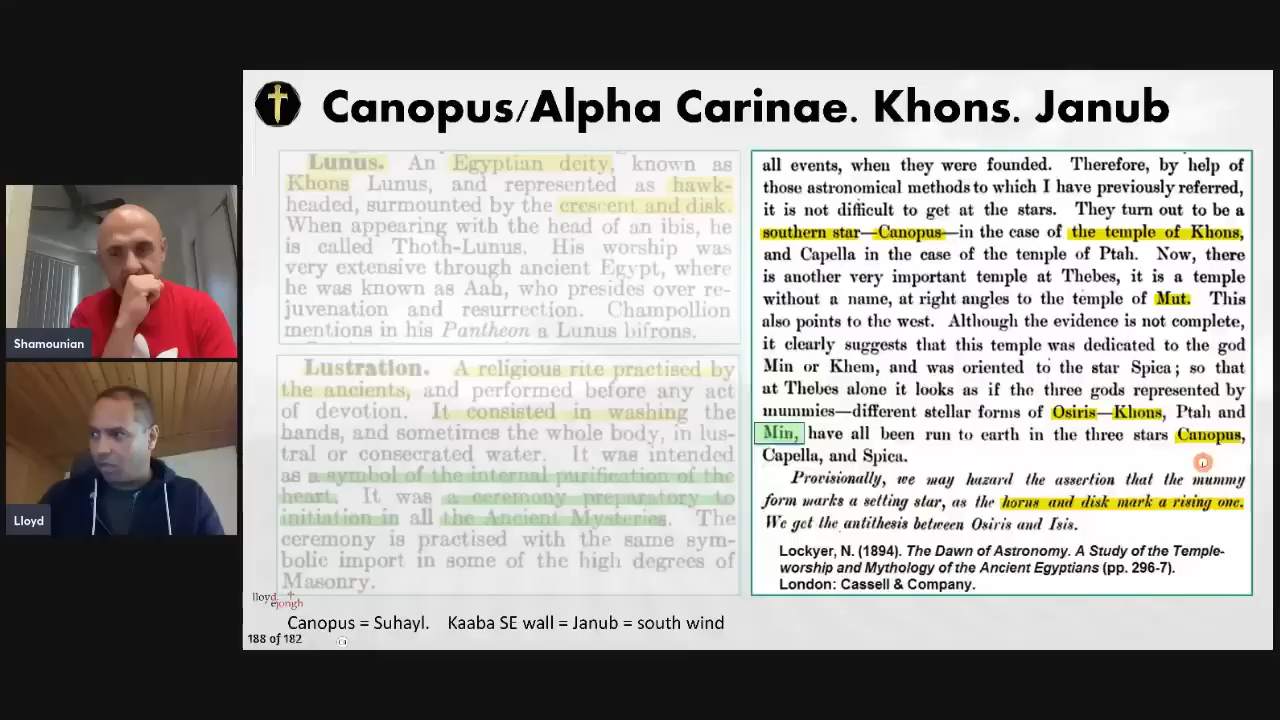 Canopus/Alpha Carinae. Khons. Janub
Lunus. An Egyptian deity, known as
Khons Lunus, and represented as hawk-
headed, surmounted by the crescent and disk.
When appearing with the head of an ibis, he
is called Thoth-Lunus. His worship was
very extensive through ancient Egypt, where
he was known as Aah, who presides over re-
juvenation and resurrection. Champollion
mentions in his Pantheon a Lunus bifrons.
Lustration. A religious rite practised by
the ancients, and performed before any act
of devotion. It consisted in washing the
hands, and sometimes the whole body, in lus-
tral or consecrated water. It was intended
as a symbol of the internal purification of the
heart. It was a ceremony preparatory to
initiation in all the Ancient Mysteries. The
ceremony is practised with the same sym-
bolic import in some of the high degrees of
Masonry.
all events, when they were founded. Therefore, by help of
those astronomical methods to which I have previously referred,
it is not difficult to get at the stars. They turn out to be a
southern star—Canopus—in the case of the temple of Khons,
and Capella in the case of the temple of Ptah. Now, there
is another very important temple at Thebes, it is a temple
without a name, at right angles to the temple of Mut. This
also points to the west. Although the evidence is not complete,
it clearly suggests that this temple was dedicated to the god
Min or Khem, and was oriented to the star Spica; so that
at Thebes alone it looks as if the three gods represented by
mummies—different stellar forms of Osiris—Khons, Ptah and
Min, have all been run to earth in the three stars Canopus,
Capella, and Spica.
Provisionally, we may hazard the assertion that the mummy
form marks a setting star, as the horns and disk mark a rising one.
We get the antithesis between Osiris and Isis.
Lockyer, N. (1894). The Dawn of Astronomy. A Study of the Temple-
worship and Mythology of the Ancient Egyptians (pp. 296-7).
London: Cassell & Company.
lloyd
ejongh
Canopus = Suhayl. Kaaba SE wall = Janub = south wind
188 of 182
Shamounian
Lloyd